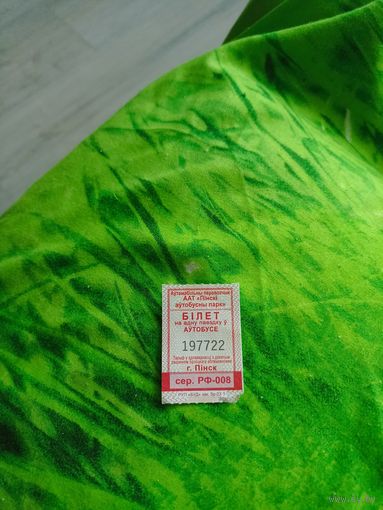 Аўтамабільны перавозчык
ААТ «Пінскі
аўтобусны парк»
БІЛЕТ
на адну паездку ў
АЎТОБУСЕ
197722
г. Пінск
сер. РФ-008